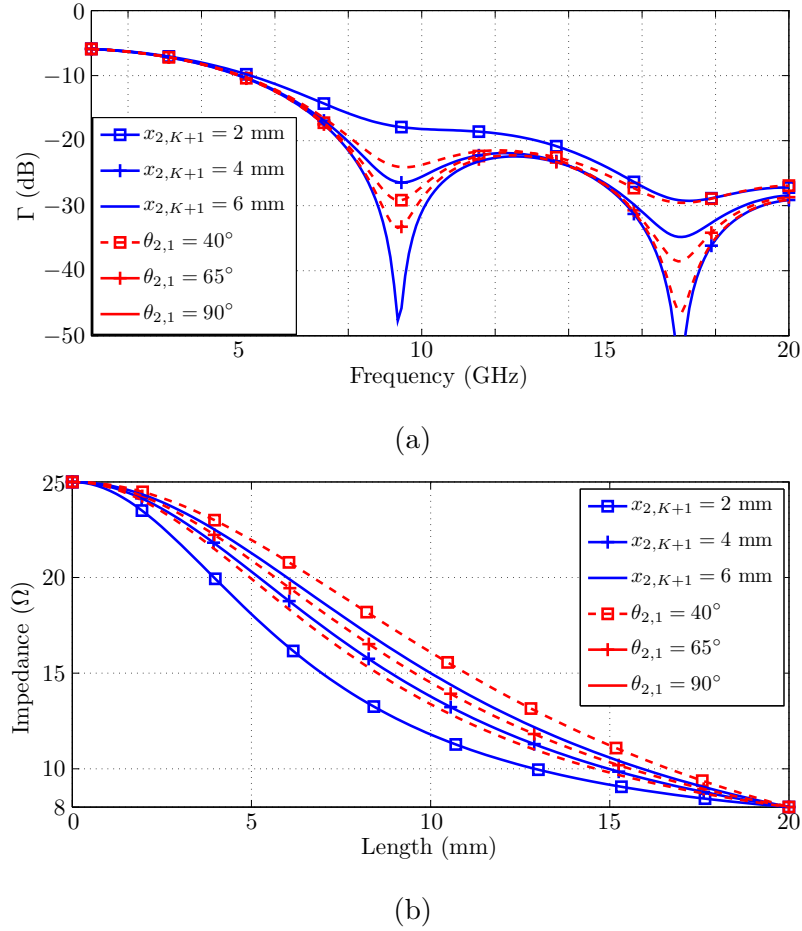 0
−10
−20
−30
−40
−50
Γ (dB)
x₂,K+1 = 2 mm
x₂,K+1 = 4 mm
x₂,K+1 = 6 mm
θ₂,₁ = 40°
θ₂,₁ = 65°
θ₂,₁ = 90°
5 10 15 20
Frequency (GHz)
(a)
25
20
15
10
8
Impedance (Ω)
x₂,K+1 = 2 mm
x₂,K+1 = 4 mm
x₂,K+1 = 6 mm
θ₂,₁ = 40°
θ₂,₁ = 65°
θ₂,₁ = 90°
0 5 10 15 20
Length (mm)
(b)